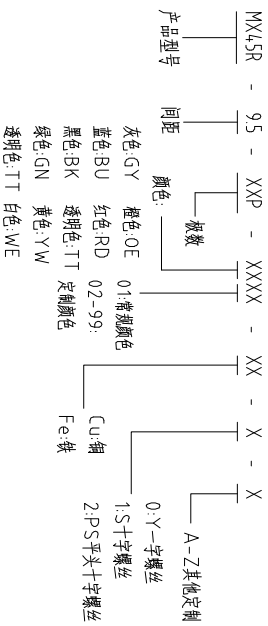 MX45R - 9.5 - XXP - XXXX - XX - X - X
产品型号
间距
极数
颜色:
灰色:GY 橙色:OE
蓝色:BU 红色:RD
黑色:BK 透明色:TT
绿色:GN 黄色:YW
透明色:TT 白色:WE
01:常规颜色
02-99:
定制颜色
Cu:铜
Fe:铁
0:Y一字螺丝
1:S十字螺丝
2:PS平头十字螺丝
A-Z其他定制